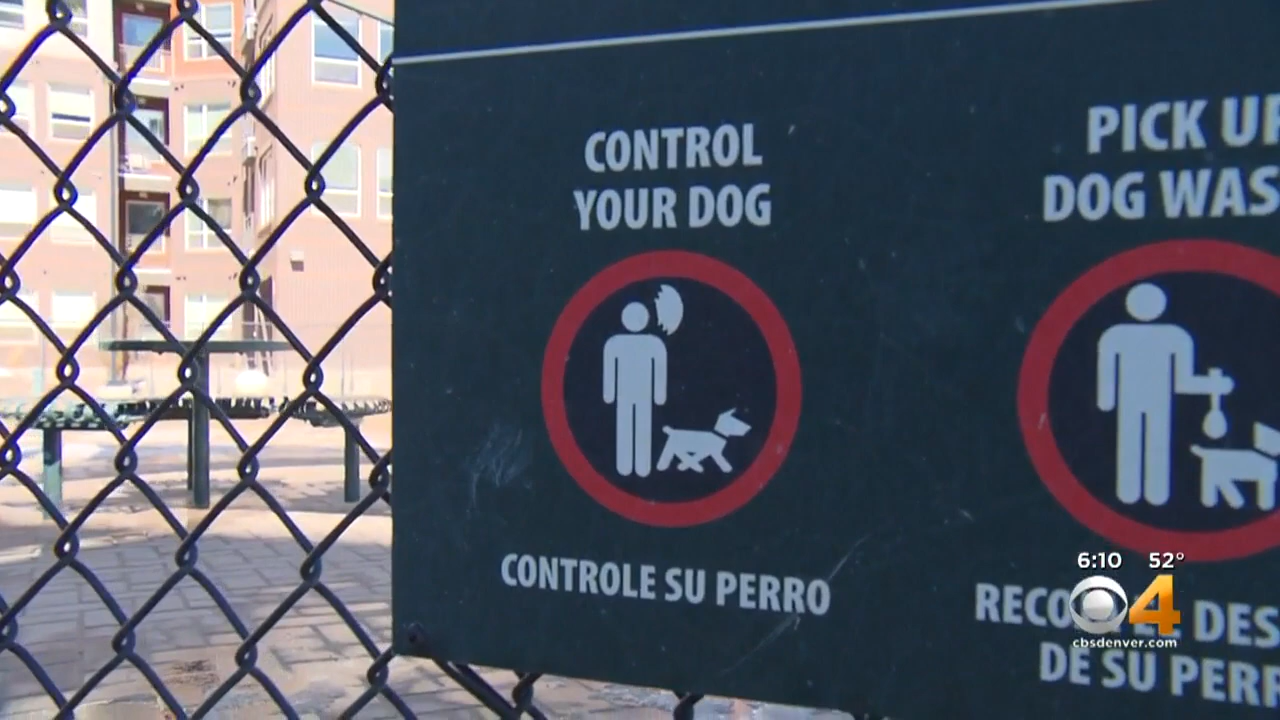 CONTROL
YOUR DOG
CONTROLE SU PERRO
PICK UP
DOG WAS
DES
DE SU PERR
6:10 52°
4
cbsdenver.com